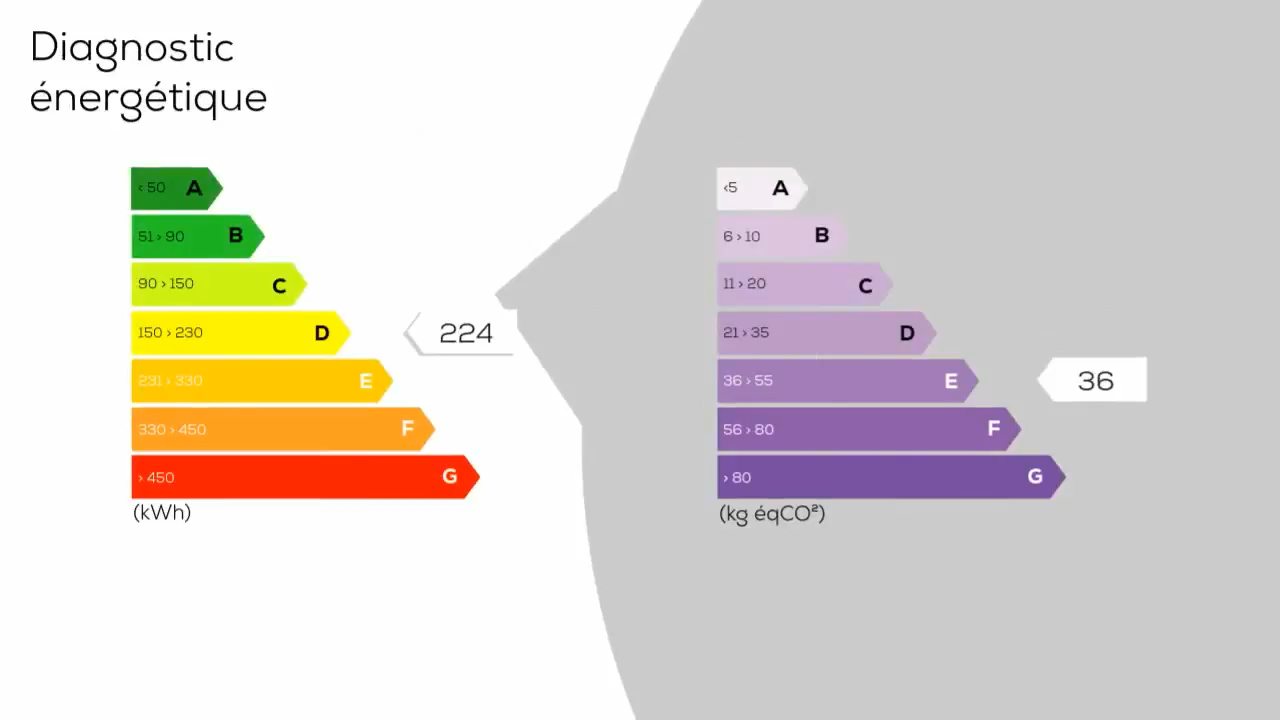 Diagnostic
énergétique
< 50 A
51 > 90 B
90 > 150 C
150 > 230 D
224
231 > 330 E
330 > 450 F
> 450 G
(kWh)
<5 A
6 > 10 B
11 > 20 C
21 > 35 D
36 > 55 E
36
56 > 80 F
> 80 G
(kg éqCO²)